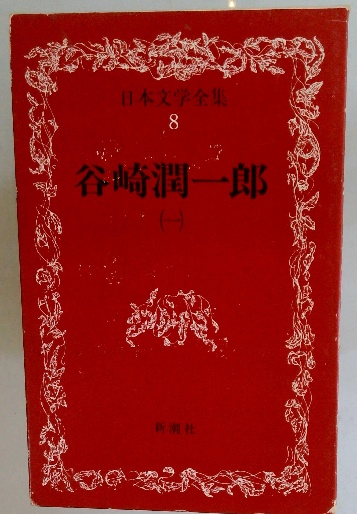 日本文学全集
8
谷崎潤一郎
(一)
新潮社